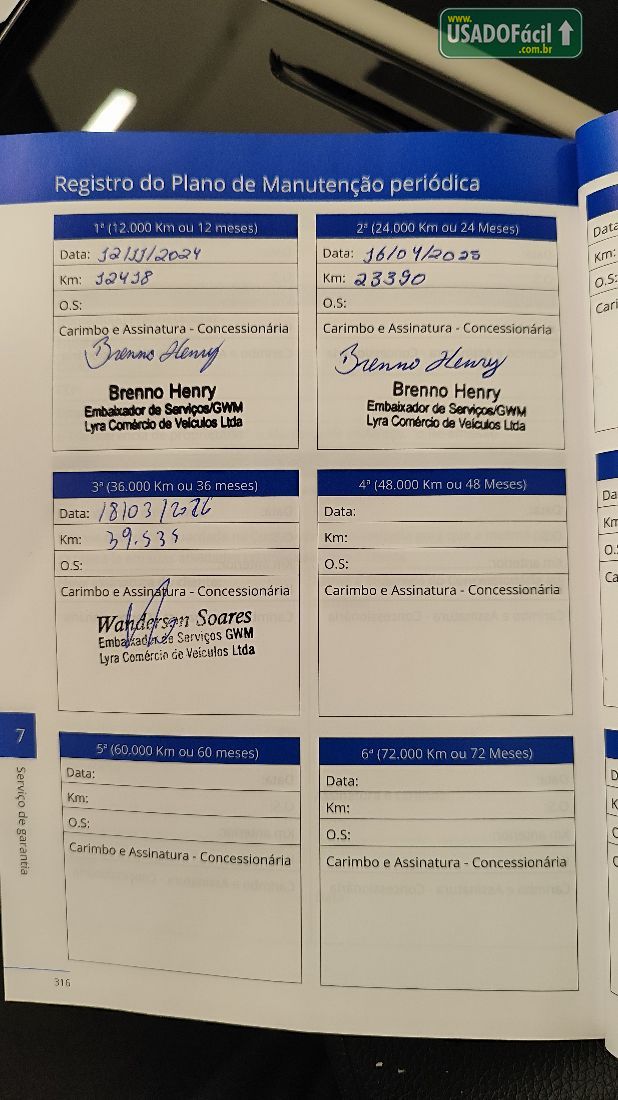 www.
USADOFácil
.com.br
Registro do Plano de Manutenção periódica
1ª (12.000 Km ou 12 meses)
Data: 12/11/2024
Km: 12418
O.S:
Carimbo e Assinatura - Concessionária
Brenno Henry
Brenno Henry
Embaixador de Serviços/GWM
Lyra Comércio de Veículos Ltda
2ª (24.000 Km ou 24 Meses)
Data: 16/04/2025
Km: 23390
O.S:
Carimbo e Assinatura - Concessionária
Brenno Henry
Brenno Henry
Embaixador de Serviços/GWM
Lyra Comércio de Veículos Ltda
3ª (36.000 Km ou 36 meses)
Data: 18/03/2026
Km: 39.535
O.S:
Carimbo e Assinatura - Concessionária
Wanderson Soares
Embaixador de Serviços GWM
Lyra Comércio de Veículos Ltda
4ª (48.000 Km ou 48 Meses)
Data:
Km:
O.S:
Carimbo e Assinatura - Concessionária
5ª (60.000 Km ou 60 meses)
Data:
Km:
O.S:
Carimbo e Assinatura - Concessionária
6ª (72.000 Km ou 72 Meses)
Data:
Km:
O.S:
Carimbo e Assinatura - Concessionária
7
Serviço de garantia
316
Data
Km:
O.S: